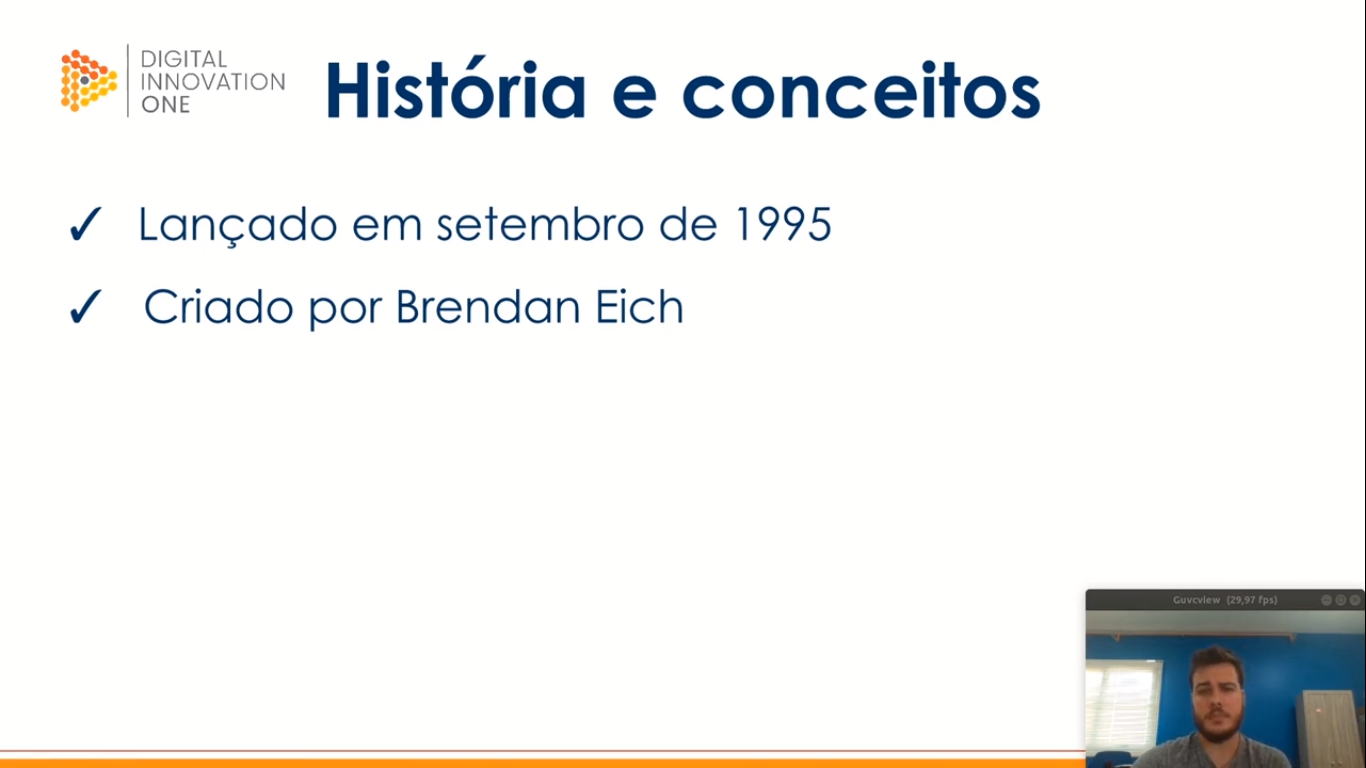 DIGITAL
INNOVATION
ONE
História e conceitos
✓ Lançado em setembro de 1995
✓ Criado por Brendan Eich
Guvcview (29,97 fps)